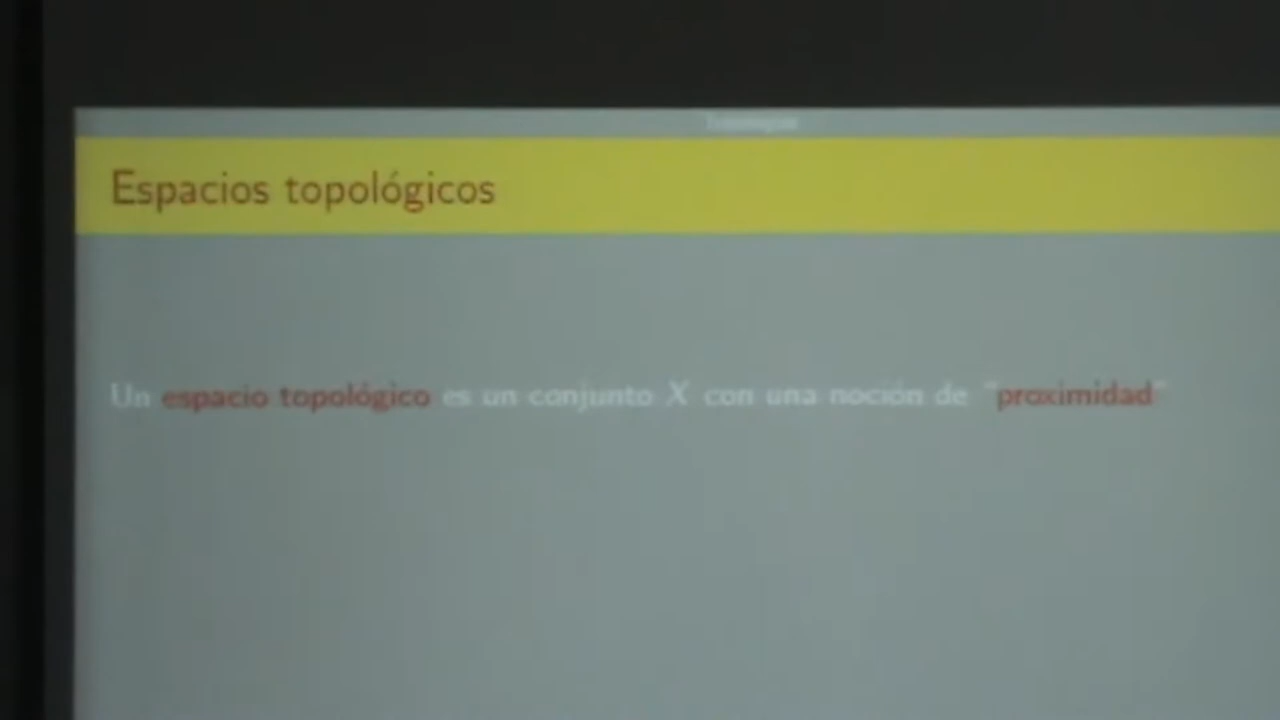 Espacios topológicos
Un espacio topológico es un conjunto X con una noción de "proximidad"